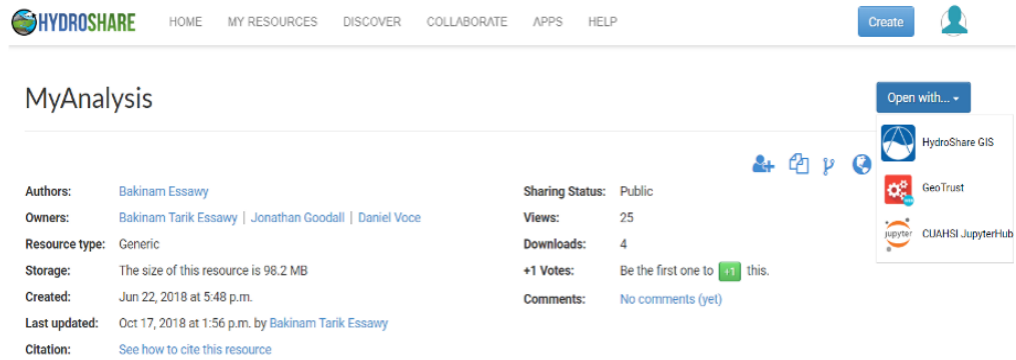 HYDROSHARE HOME MY RESOURCES DISCOVER COLLABORATE APPS HELP Create
MyAnalysis
Open with...
HydroShare GIS
GeoTrust
jupyter CUAHSI JupyterHub
Authors: Bakinam Essawy
Owners: Bakinam Tarik Essawy | Jonathan Goodall | Daniel Voce
Resource type: Generic
Storage: The size of this resource is 98.2 MB
Created: Jun 22, 2018 at 5:48 p.m.
Last updated: Oct 17, 2018 at 1:56 p.m. by Bakinam Tarik Essawy
Citation: See how to cite this resource
Sharing Status: Public
Views: 25
Downloads: 4
+1 Votes: Be the first one to +1 this.
Comments: No comments (yet)